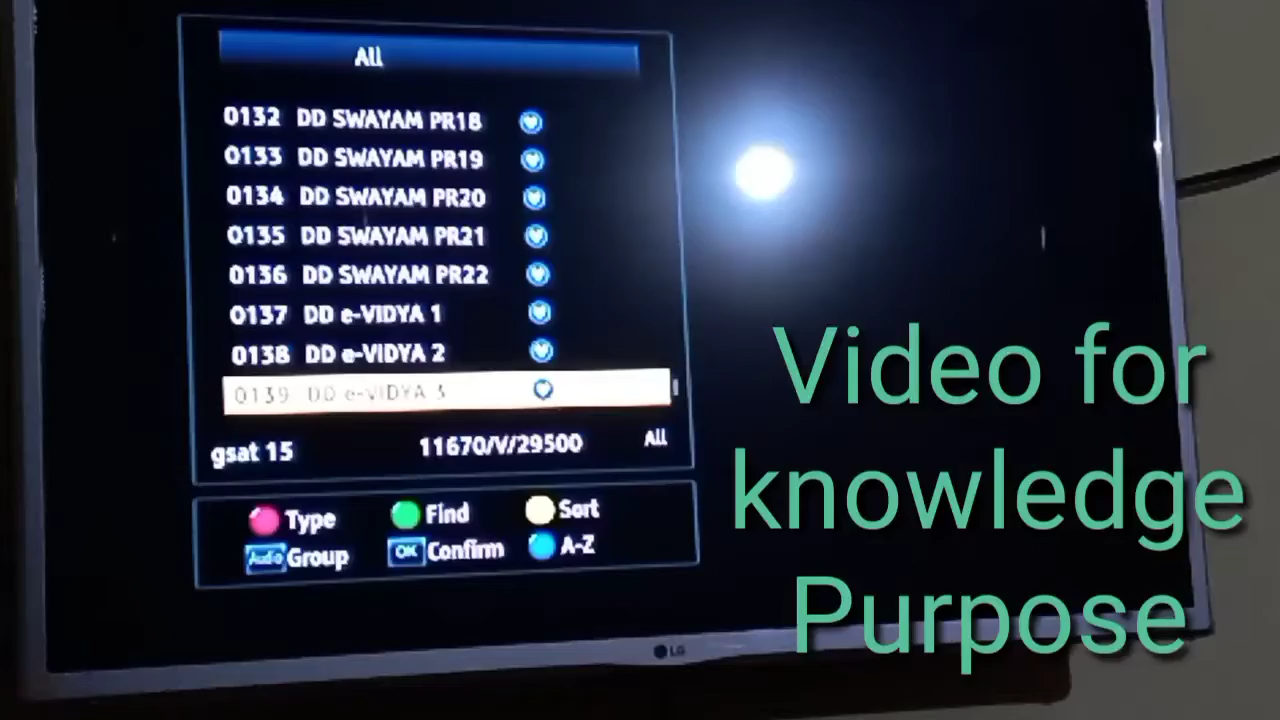 All
0132 DD SWAYAM PR18
0133 DD SWAYAM PR19
0134 DD SWAYAM PR20
0135 DD SWAYAM PR21
0136 DD SWAYAM PR22
0137 DD e-VIDYA 1
0138 DD e-VIDYA 2
0139 DD e-VIDYA 3
gsat 15 11670/V/29500 All
Type Find Sort
Audio Group OK Confirm A-Z
LG
Video for
knowledge
Purpose